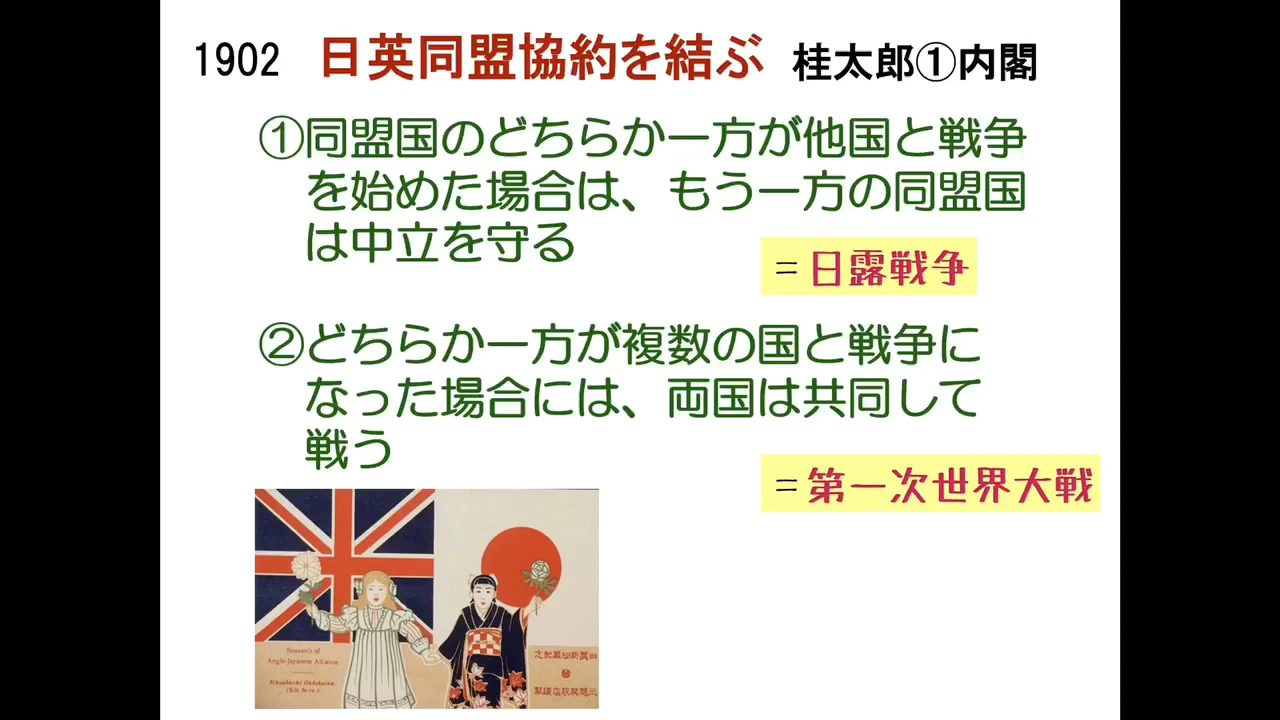 1902 日英同盟協約を結ぶ 桂太郎①内閣
①同盟国のどちらか一方が他国と戦争
を始めた場合は、もう一方の同盟国
は中立を守る
=日露戦争
②どちらか一方が複数の国と戦争に
なった場合には、両国は共同して
戦う
=第一次世界大戦
Souvenir of
Anglo-Japanese Alliance